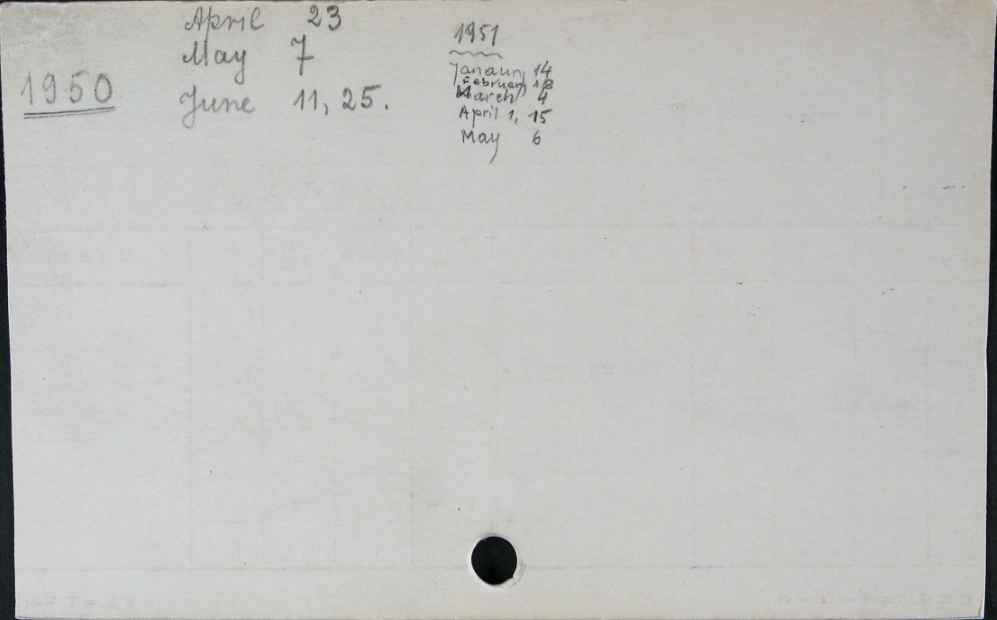 1950
April 23
May 7
June 11, 25.
1951
Janaury 14
February 18
March 4
April 1, 15
May 6